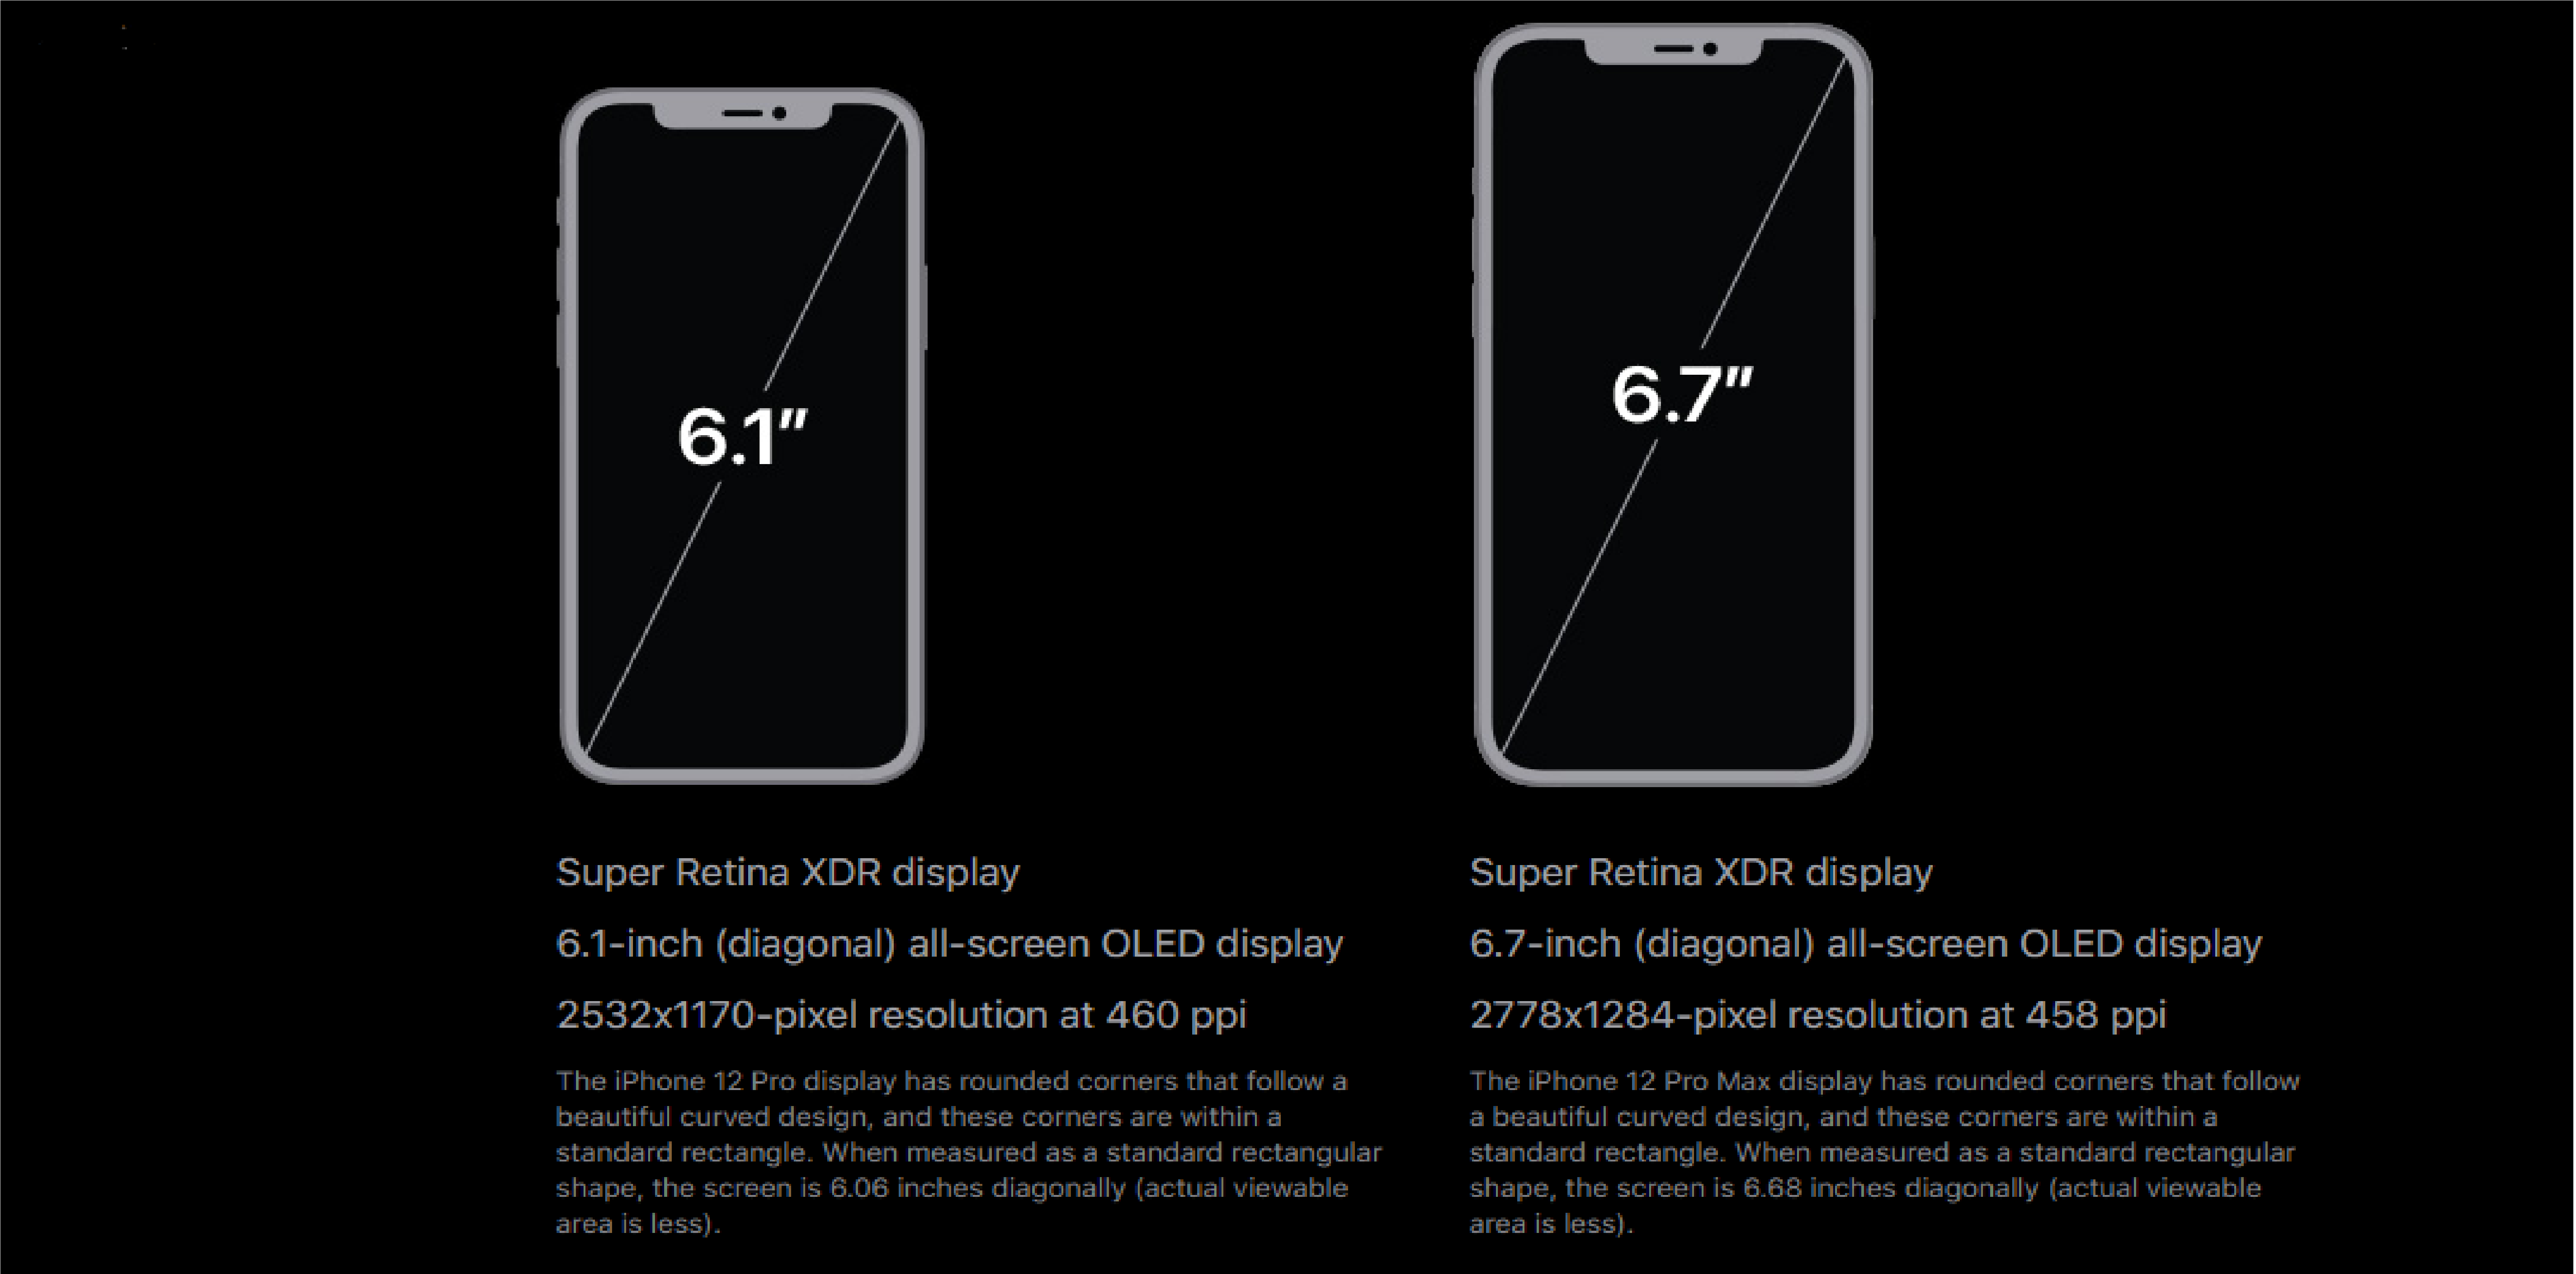 6.1"
Super Retina XDR display
6.1-inch (diagonal) all-screen OLED display
2532x1170-pixel resolution at 460 ppi
The iPhone 12 Pro display has rounded corners that follow a
beautiful curved design, and these corners are within a
standard rectangle. When measured as a standard rectangular
shape, the screen is 6.06 inches diagonally (actual viewable
area is less).
6.7"
Super Retina XDR display
6.7-inch (diagonal) all-screen OLED display
2778x1284-pixel resolution at 458 ppi
The iPhone 12 Pro Max display has rounded corners that follow
a beautiful curved design, and these corners are within a
standard rectangle. When measured as a standard rectangular
shape, the screen is 6.68 inches diagonally (actual viewable
area is less).